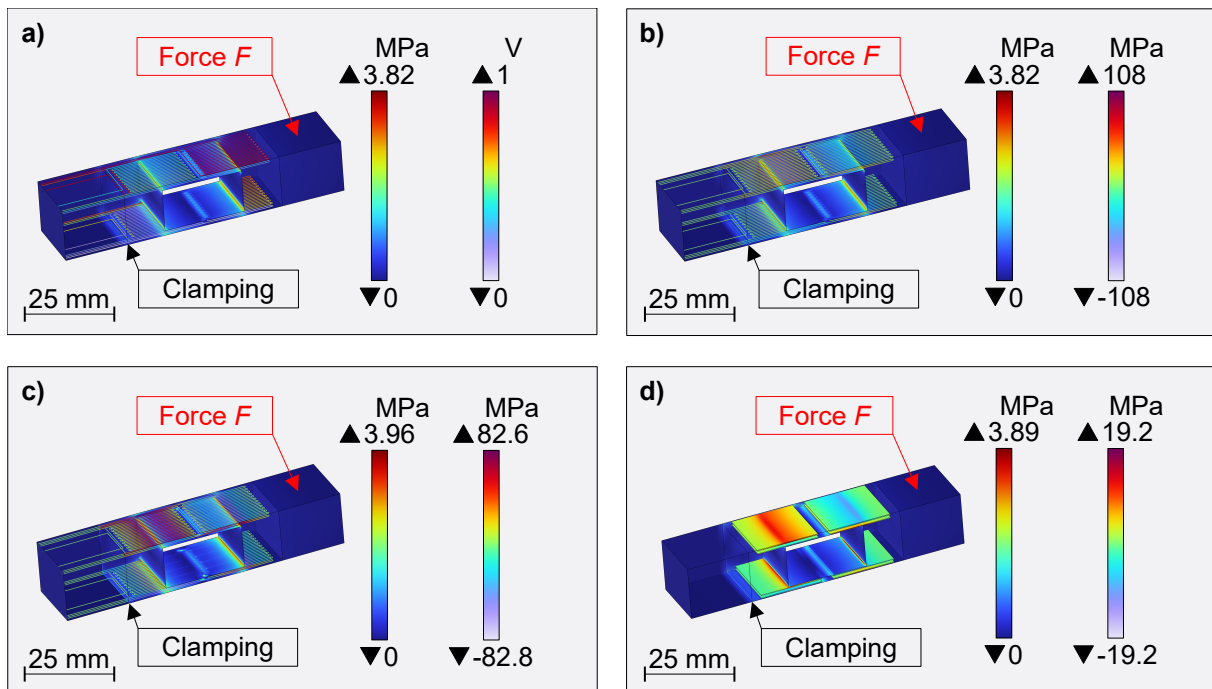 a)
Force F
MPa
V
▲3.82
▲1
▼0
▼0
Clamping
25 mm
b)
Force F
MPa
MPa
▲3.82
▲108
▼0
▼-108
Clamping
25 mm
c)
Force F
MPa
MPa
▲3.96
▲82.6
▼0
▼-82.8
Clamping
25 mm
d)
Force F
MPa
MPa
▲3.89
▲19.2
▼0
▼-19.2
Clamping
25 mm